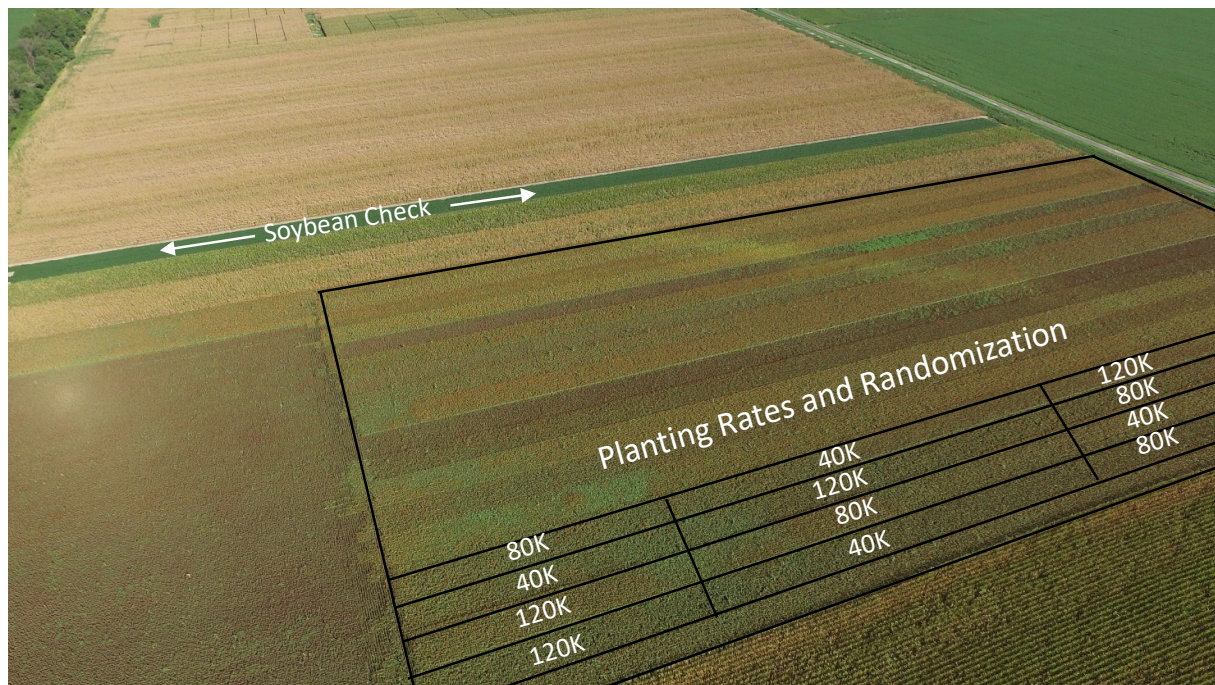 Soybean Check
Planting Rates and Randomization
80K 40K 120K
40K 120K 80K
120K 80K 40K
120K 40K 80K